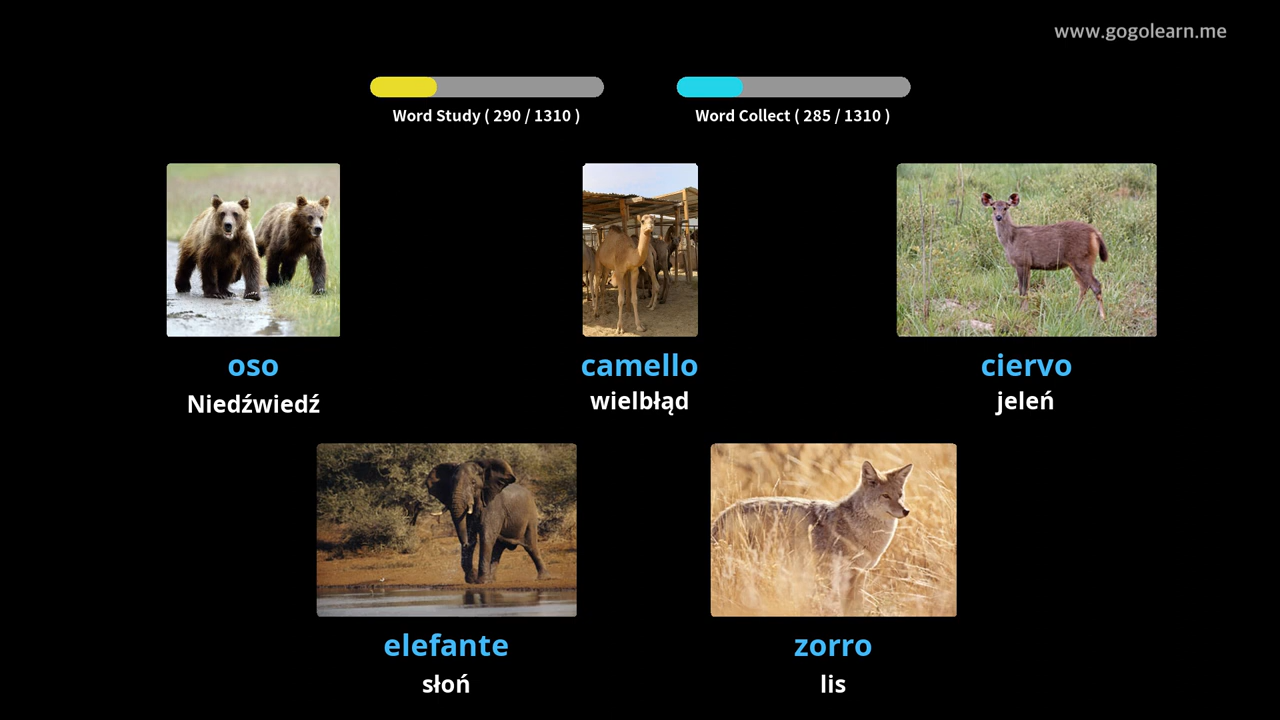 www.gogolearn.me
Word Study ( 290 / 1310 )
Word Collect ( 285 / 1310 )
oso
Niedźwiedź
camello
wielbłąd
ciervo
jeleń
elefante
słoń
zorro
lis